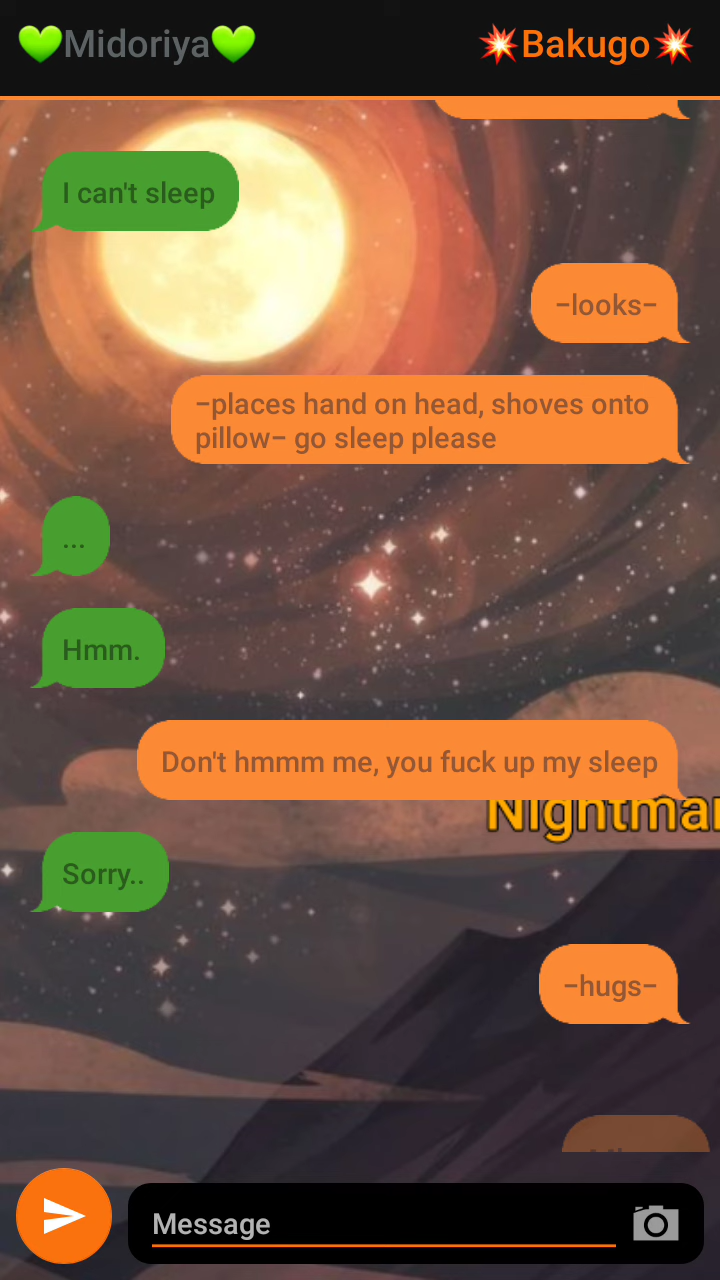 💚Midoriya💚
💥Bakugo💥
I can't sleep
–looks–
–places hand on head, shoves onto
pillow– go sleep please
...
Hmm.
Don't hmmm me, you fuck up my sleep
Sorry..
–hugs–
Message